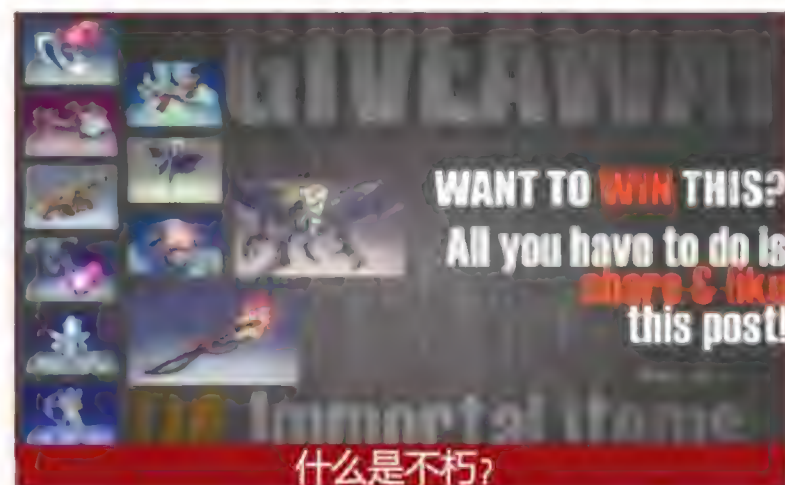 GIVEAWAY
WANT TO WIN THIS?
All you have to do is
share & like
this post!
Immortal items
什么是不朽?